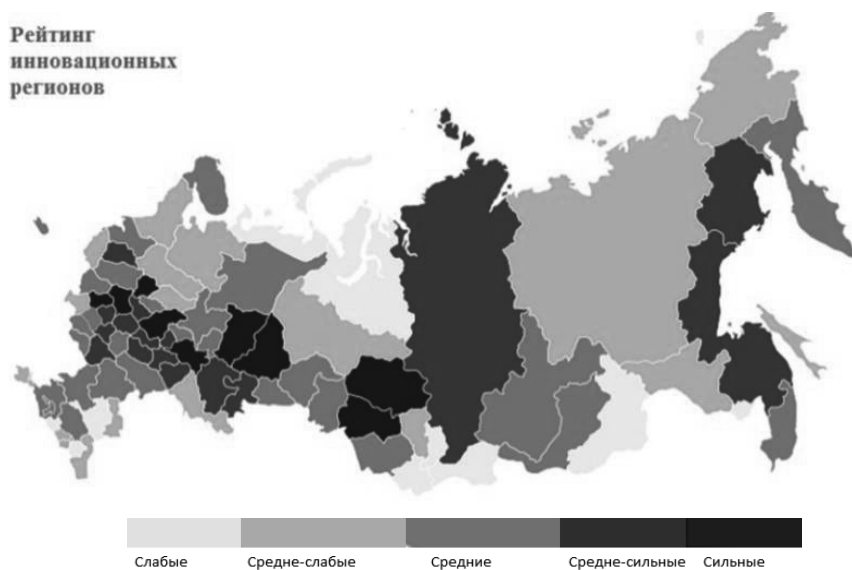 Рейтинг
инновационных
регионов
Слабые Средне-слабые Средние Средне-сильные Сильные